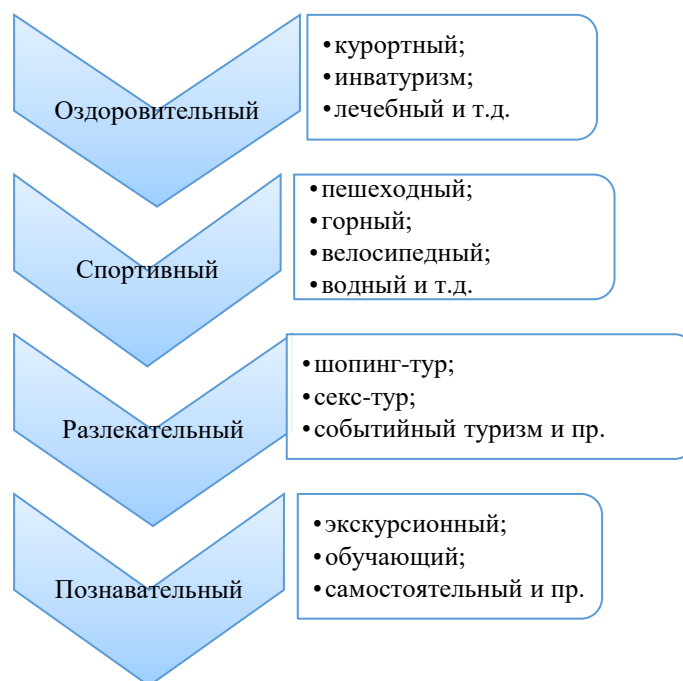 Оздоровительный
•курортный;
•инватуризм;
•лечебный и т.д.
Спортивный
•пешеходный;
•горный;
•велосипедный;
•водный и т.д.
Разлекательный
•шопинг-тур;
•секс-тур;
•событийный туризм и пр.
Познавательный
•экскурсионный;
•обучающий;
•самостоятельный и пр.